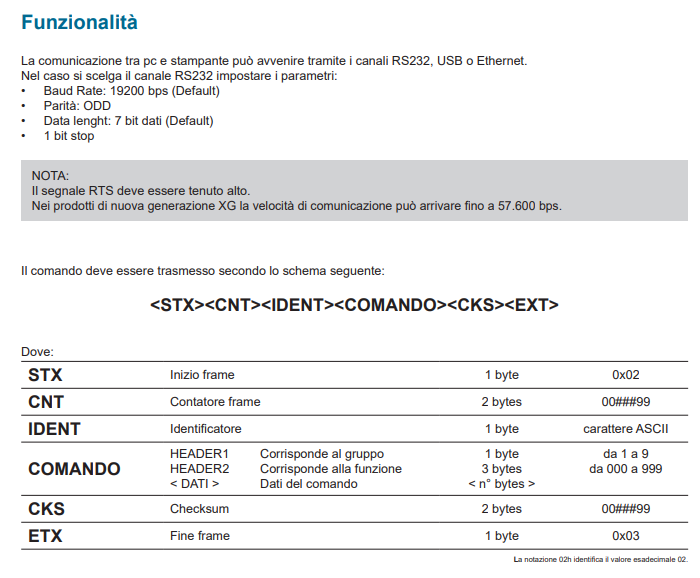 Funzionalità
La comunicazione tra pc e stampante può avvenire tramite i canali RS232, USB o Ethernet.
Nel caso si scelga il canale RS232 impostare i parametri:
• Baud Rate: 19200 bps (Default)
• Parità: ODD
• Data lenght: 7 bit dati (Default)
• 1 bit stop
NOTA:
Il segnale RTS deve essere tenuto alto.
Nei prodotti di nuova generazione XG la velocità di comunicazione può arrivare fino a 57.600 bps.
Il comando deve essere trasmesso secondo lo schema seguente:
<STX><CNT><IDENT><COMANDO><CKS><EXT>
Dove:
STX Inizio frame 1 byte 0x02
CNT Contatore frame 2 bytes 00###99
IDENT Identificatore 1 byte carattere ASCII
COMANDO
HEADER1 Corrisponde al gruppo 1 byte da 1 a 9
HEADER2 Corrisponde alla funzione 3 bytes da 000 a 999
< DATI > Dati del comando < n° bytes >
CKS Checksum 2 bytes 00###99
ETX Fine frame 1 byte 0x03
La notazione 02h identifica il valore esadecimale 02.